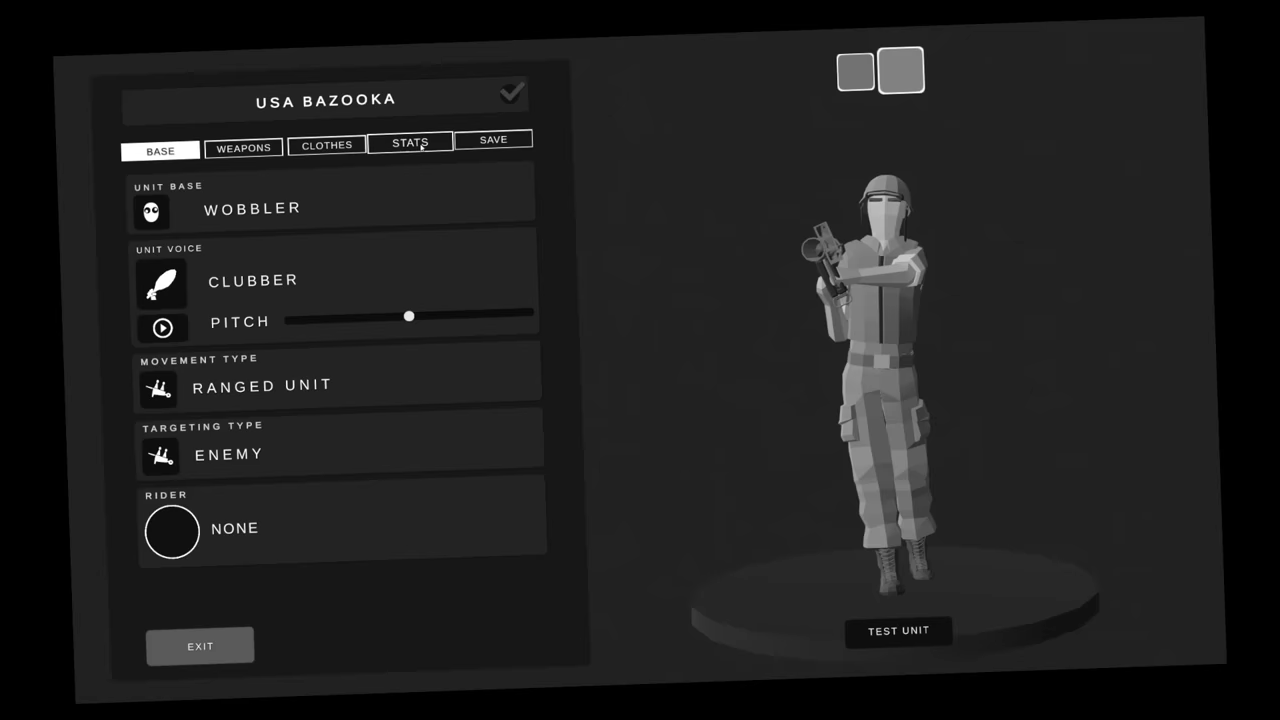 USA BAZOOKA
BASE
WEAPONS
CLOTHES
STATS
SAVE
UNIT BASE
WOBBLER
UNIT VOICE
CLUBBER
PITCH
MOVEMENT TYPE
RANGED UNIT
TARGETING TYPE
ENEMY
RIDER
NONE
EXIT
TEST UNIT